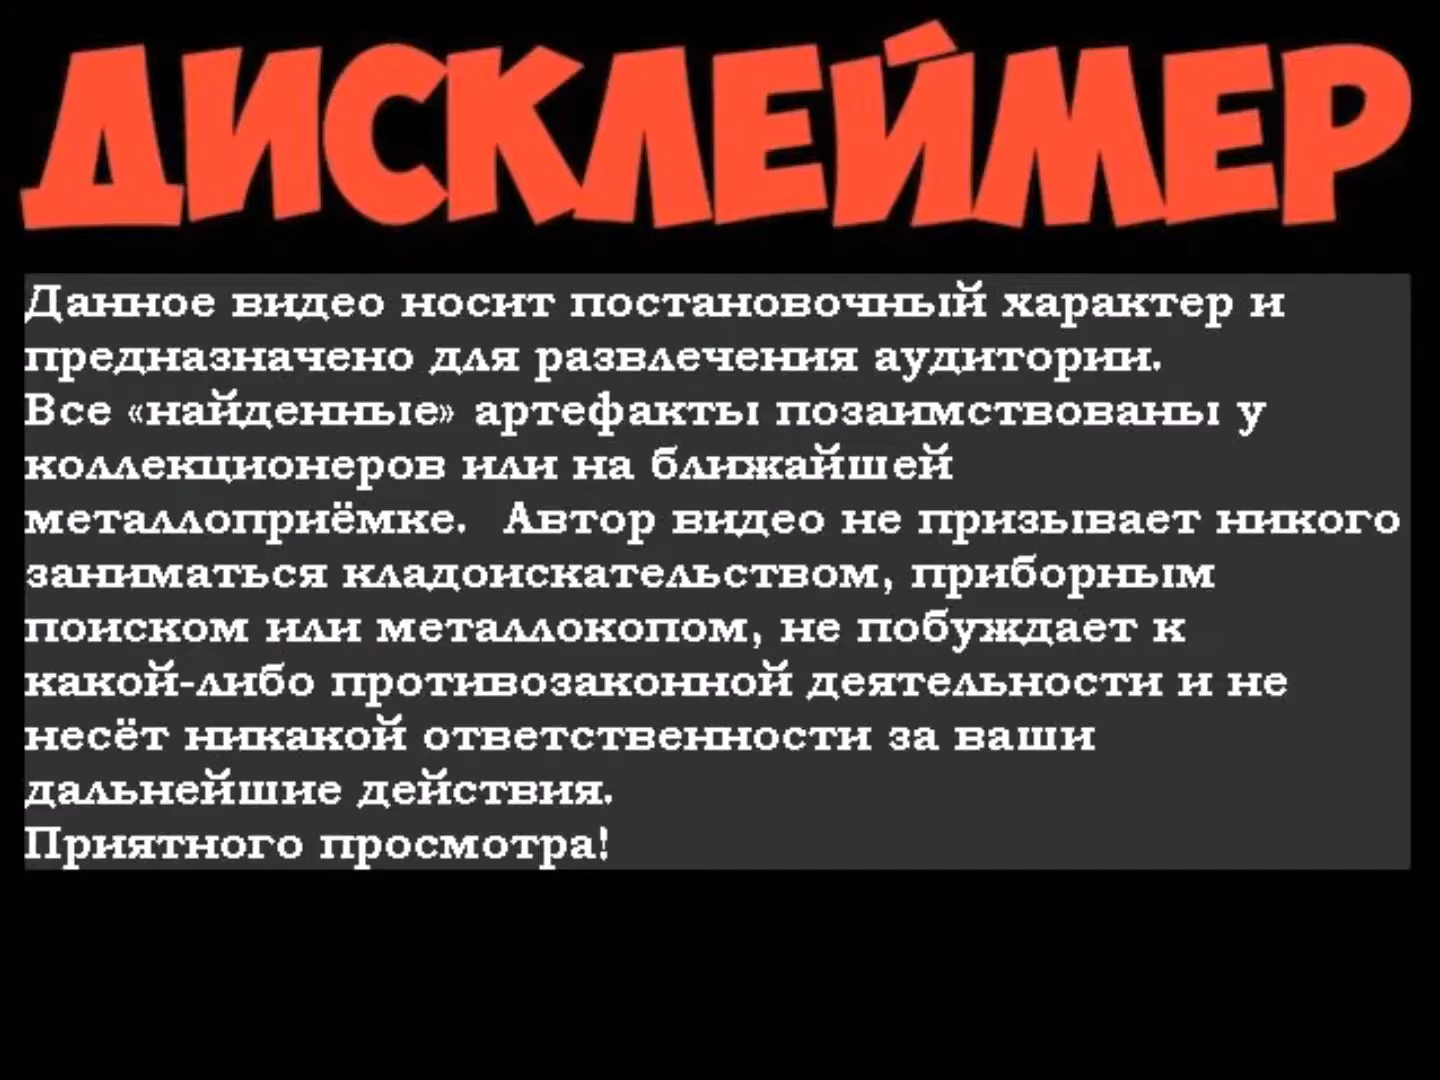 ДИСКЛЕЙМЕР
Данное видео носит постановочный характер и
предназначено для развлечения аудитории.
Все «найденные» артефакты позаимствованы у
коллекционеров или на ближайшей
металлоприёмке. Автор видео не призывает никого
заниматься кладоискательством, приборным
поиском или металлокопом, не побуждает к
какой-либо противозаконной деятельности и не
несёт никакой ответственности за ваши
дальнейшие действия.
Приятного просмотра!